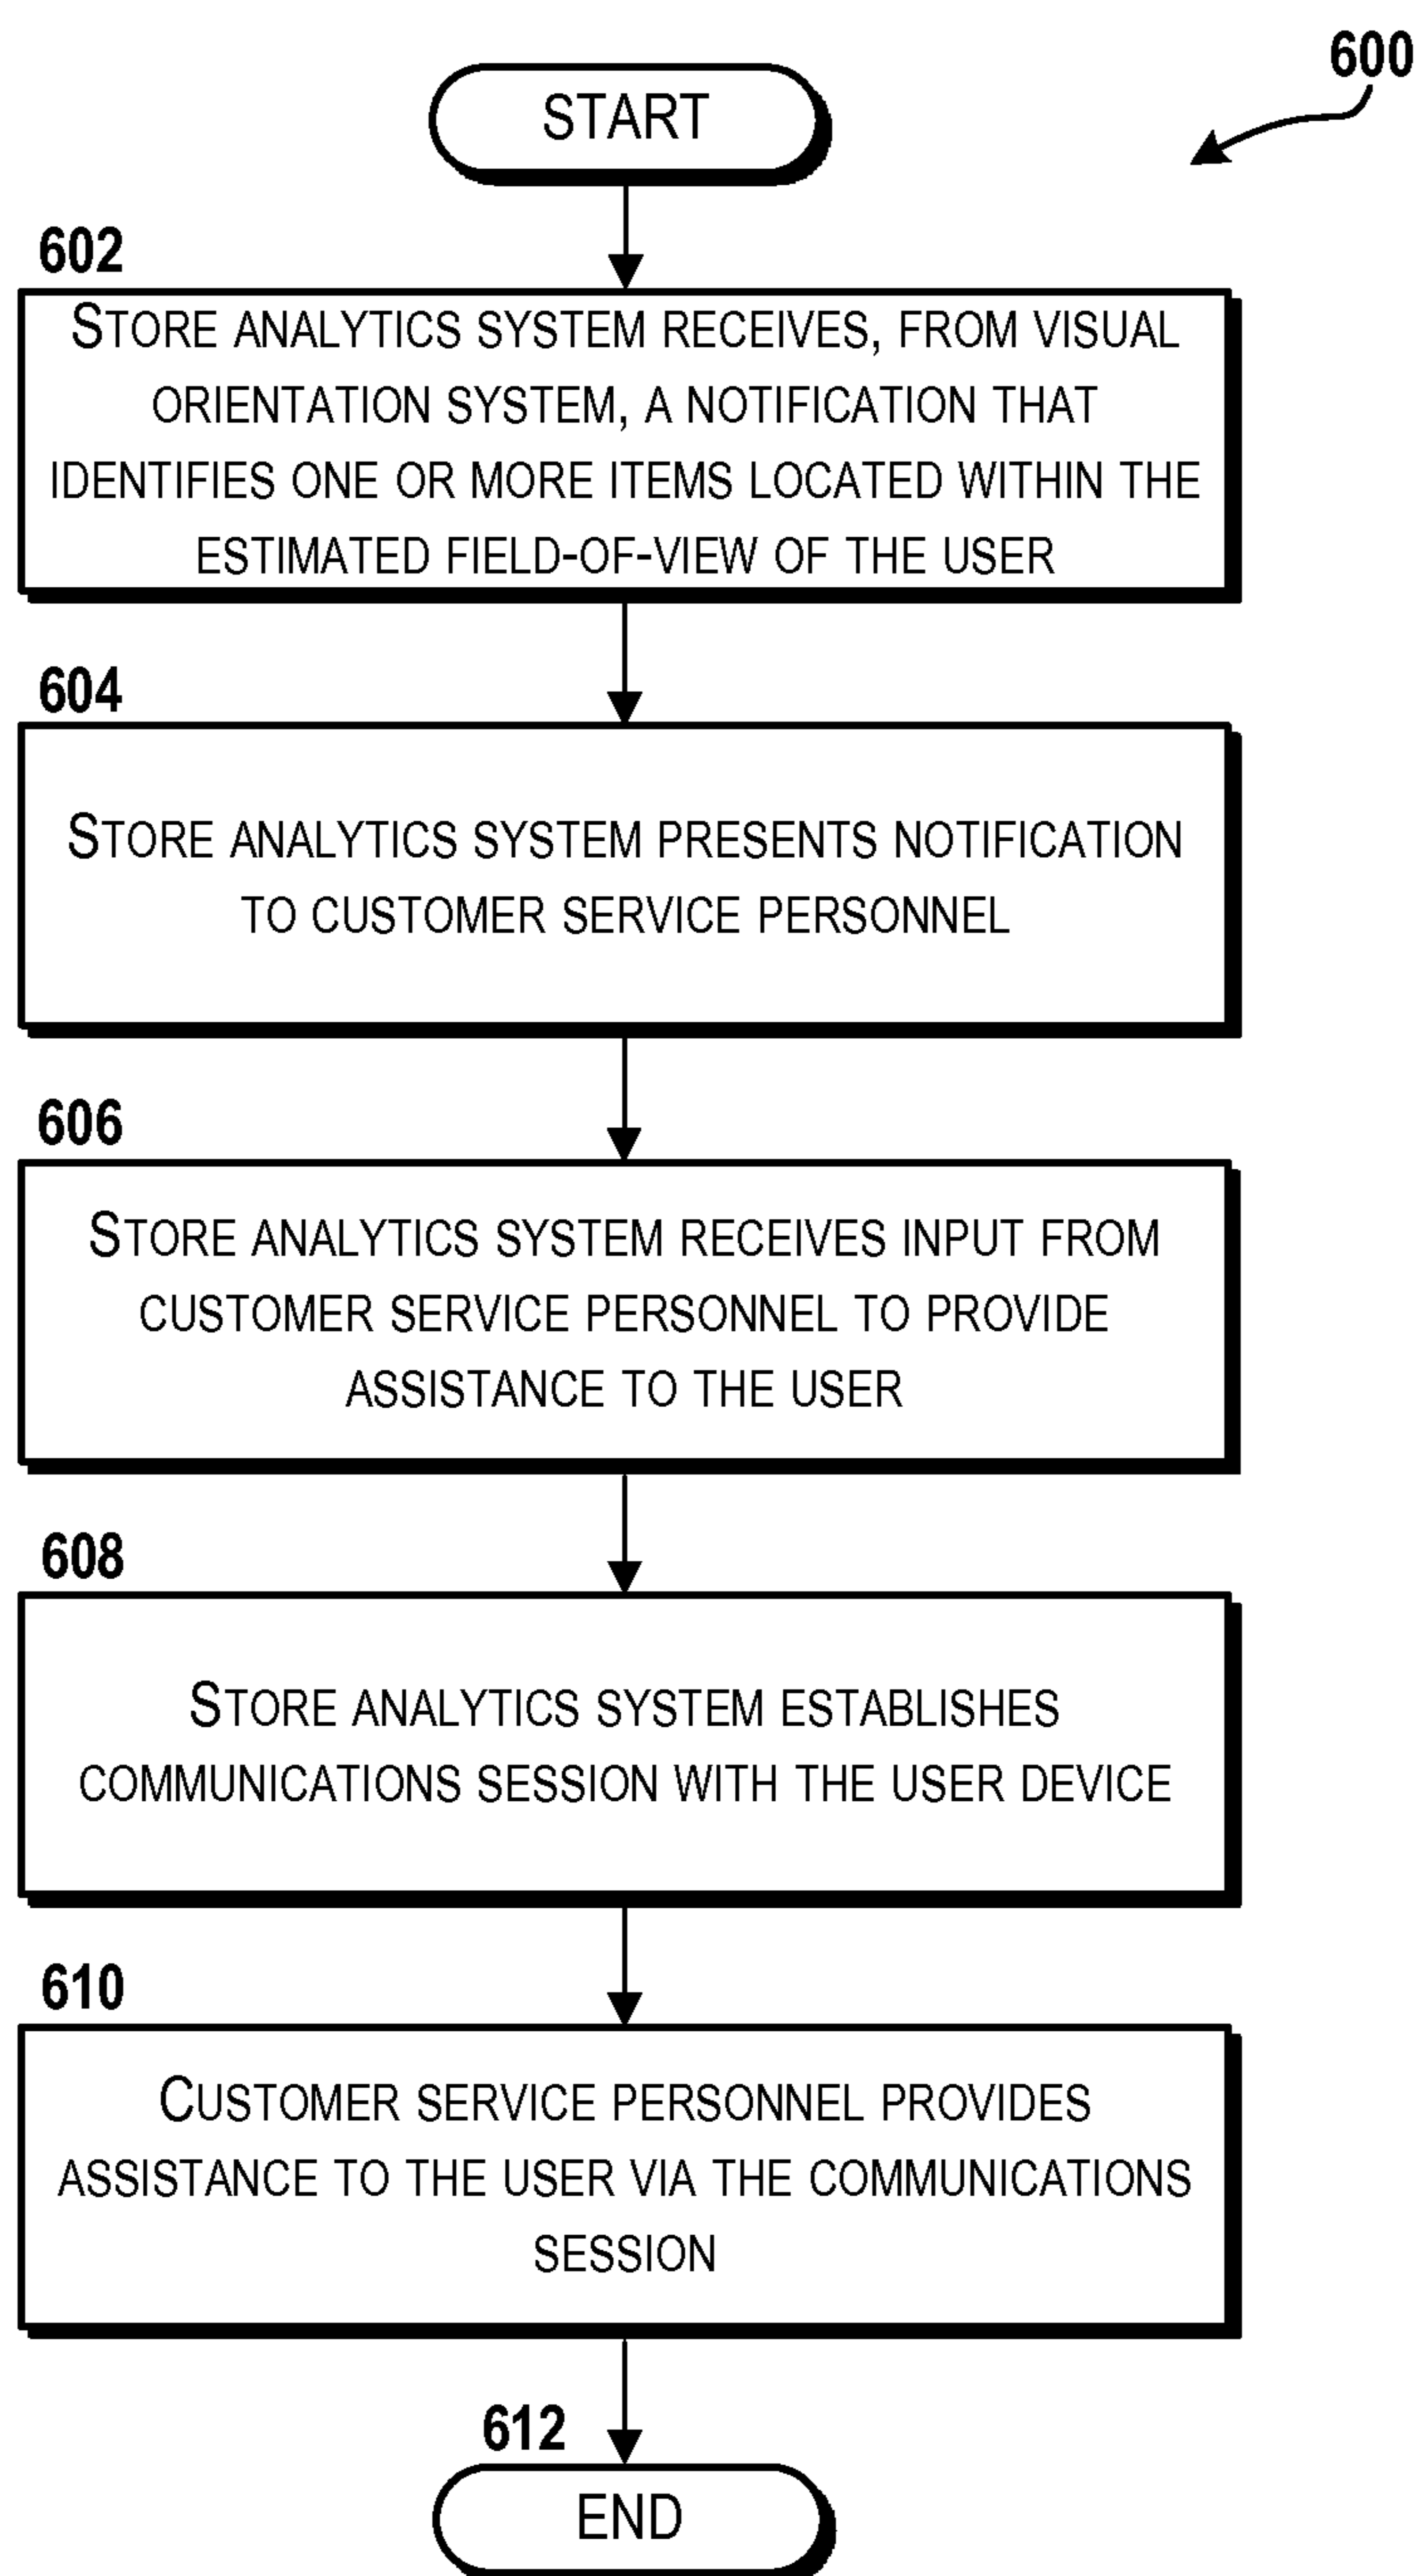 600
START
602
STORE ANALYTICS SYSTEM RECEIVES, FROM VISUAL
ORIENTATION SYSTEM, A NOTIFICATION THAT
IDENTIFIES ONE OR MORE ITEMS LOCATED WITHIN THE
ESTIMATED FIELD-OF-VIEW OF THE USER
604
STORE ANALYTICS SYSTEM PRESENTS NOTIFICATION
TO CUSTOMER SERVICE PERSONNEL
606
STORE ANALYTICS SYSTEM RECEIVES INPUT FROM
CUSTOMER SERVICE PERSONNEL TO PROVIDE
ASSISTANCE TO THE USER
608
STORE ANALYTICS SYSTEM ESTABLISHES
COMMUNICATIONS SESSION WITH THE USER DEVICE
610
CUSTOMER SERVICE PERSONNEL PROVIDES
ASSISTANCE TO THE USER VIA THE COMMUNICATIONS
SESSION
612
END